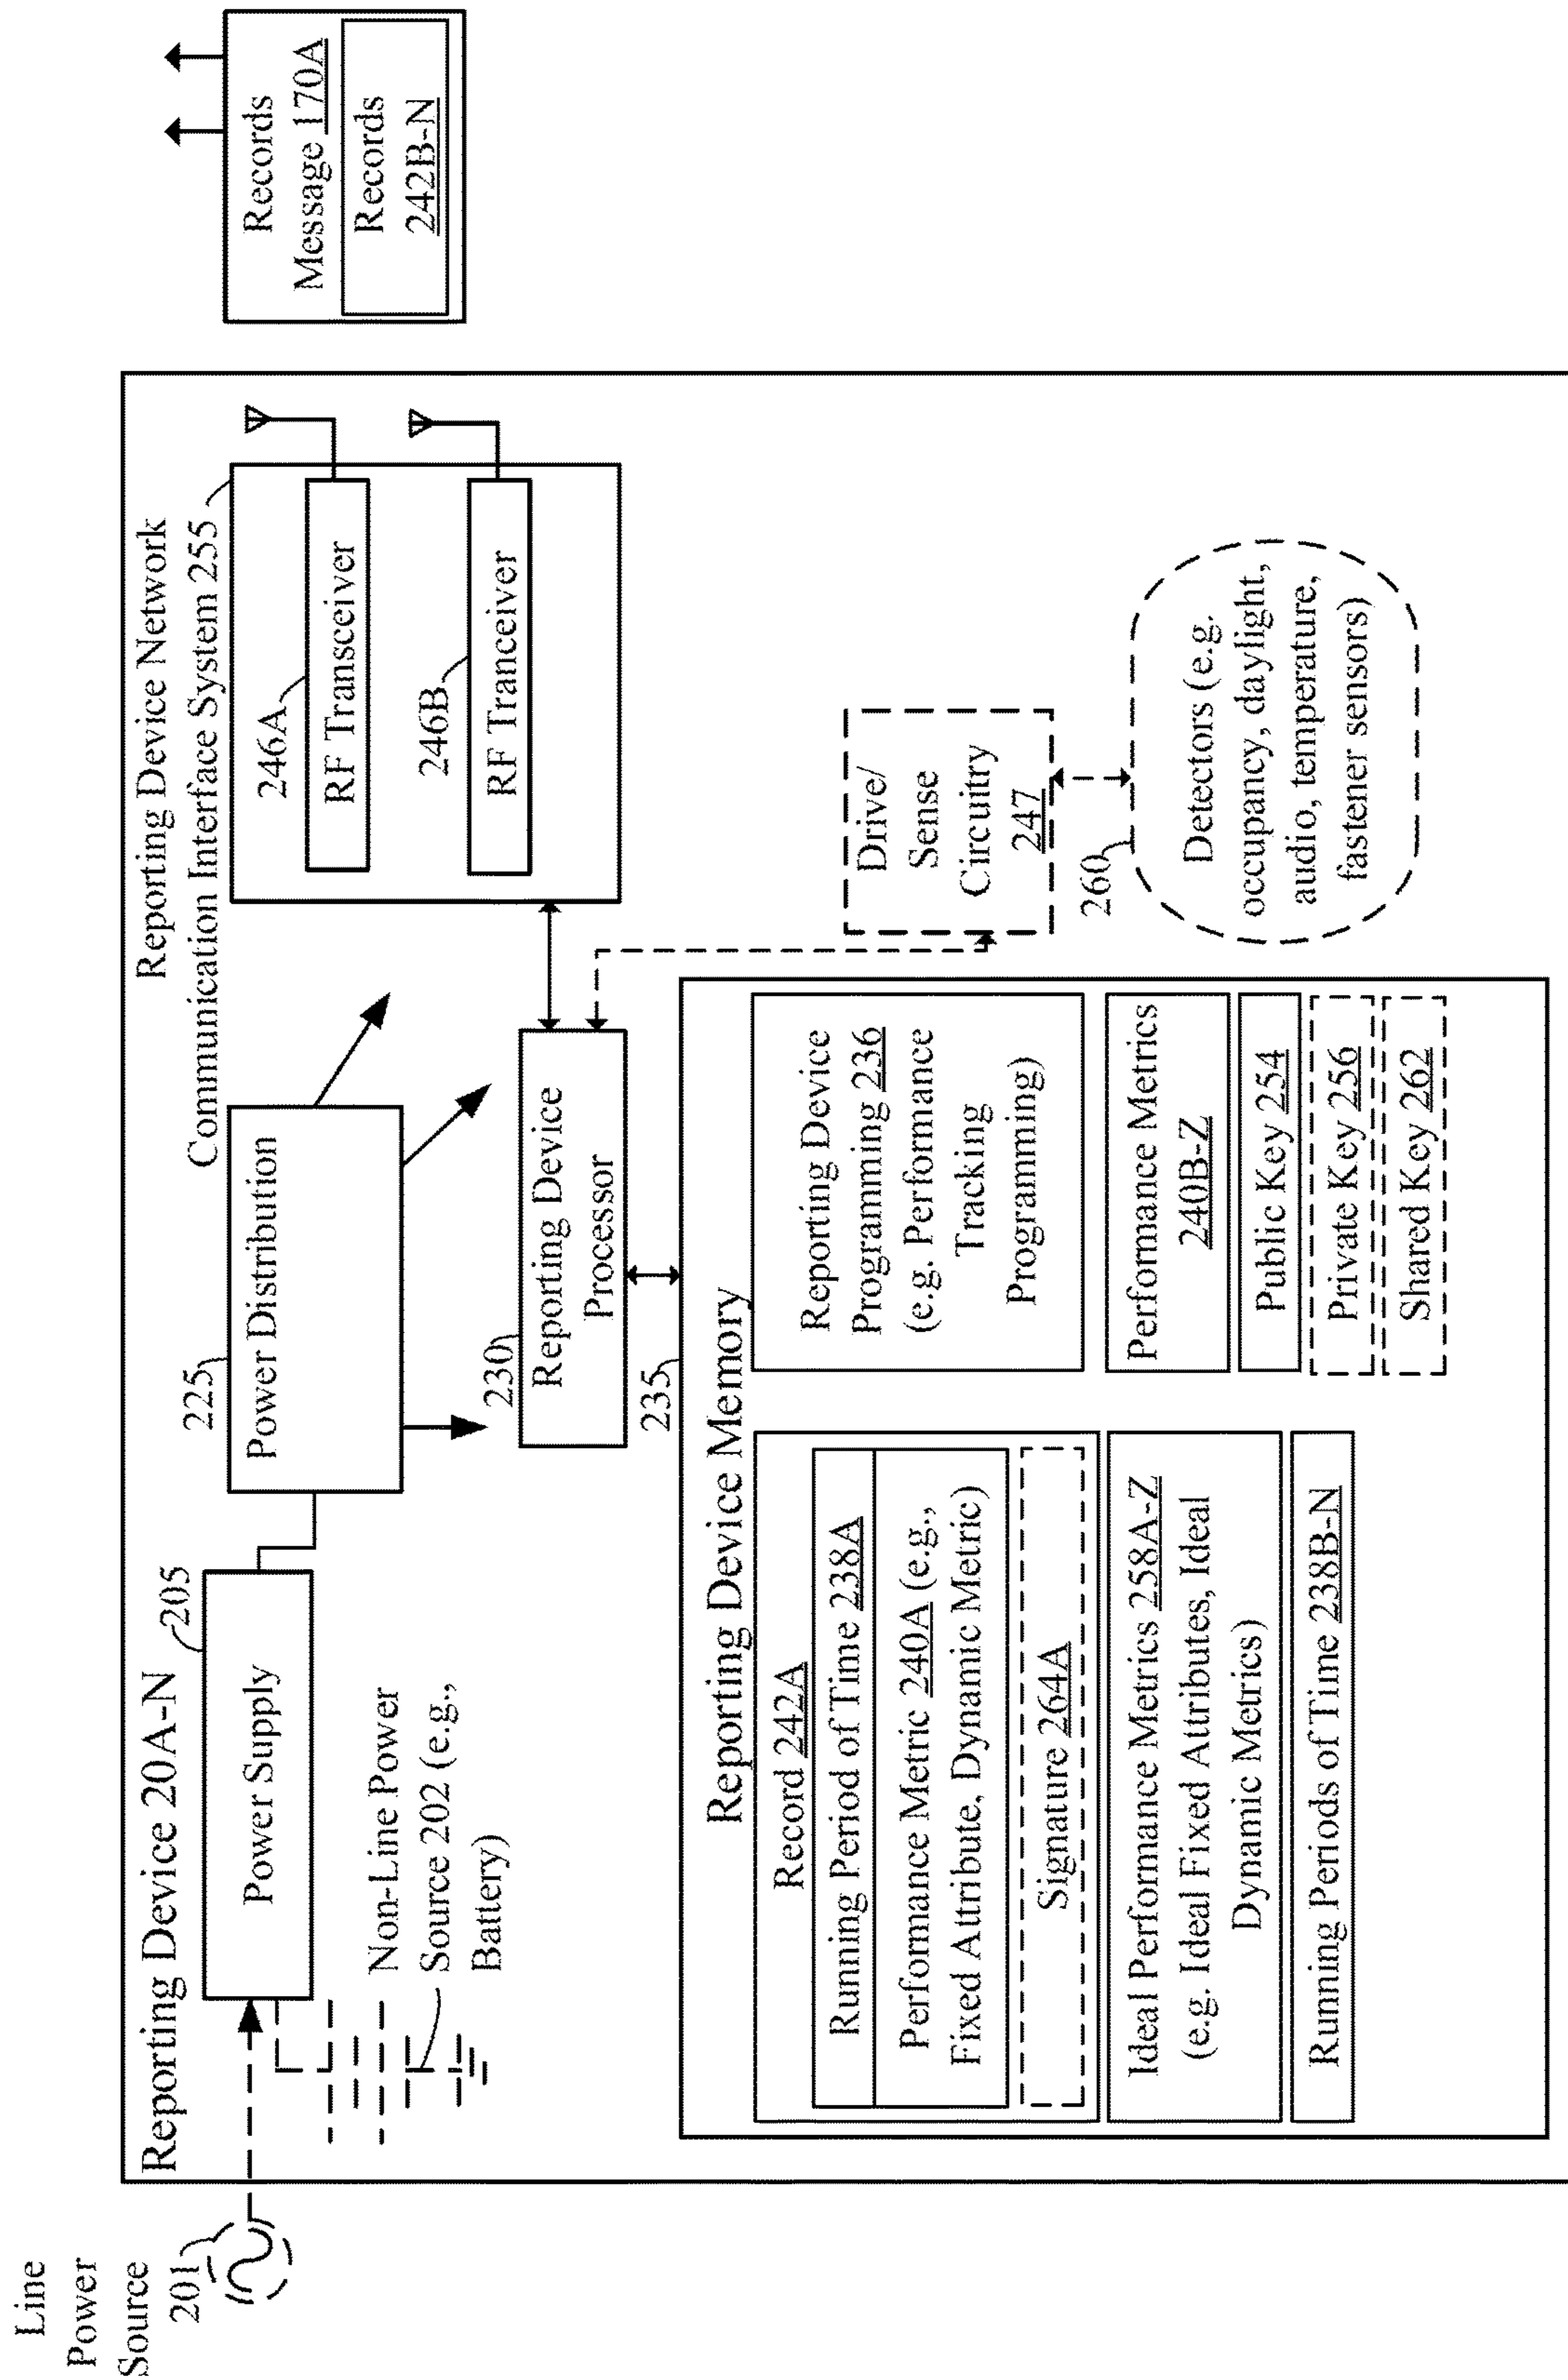 Line
Power
Source
201
Reporting Device 20A-N
205
Power Supply
Non-Line Power
Source 202 (e.g.,
Battery)
225
Power Distribution
Reporting Device Network
Communication Interface System 255
246A
RF Transceiver
246B
RF Tranceiver
Records
Message 170A
Records
242B-N
230
Reporting Device
Processor
235
Drive/
Sense
Circuitry
247
260
Detectors (e.g.
occupancy, daylight,
audio, temperature,
fastener sensors)
Reporting Device Memory
Record 242A
Running Period of Time 238A
Performance Metric 240A (e.g.,
Fixed Attribute, Dynamic Metric)
Signature 264A
Ideal Performance Metrics 258A-Z
(e.g. Ideal Fixed Attributes, Ideal
Dynamic Metrics)
Running Periods of Time 238B-N
Reporting Device
Programming 236
(e.g. Performance
Tracking
Programming)
Performance Metrics
240B-Z
Public Key 254
Private Key 256
Shared Key 262